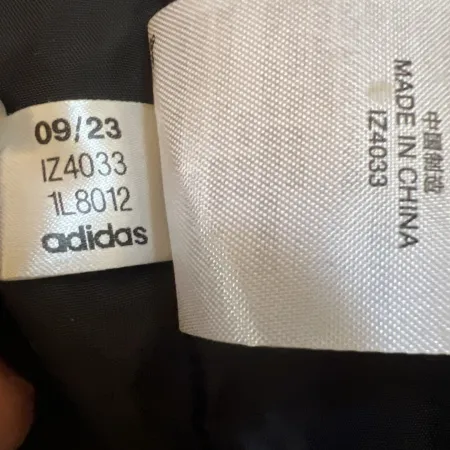 09/23
IZ4033
1L8012
adidas
中國製造
MADE IN CHINA
IZ4033